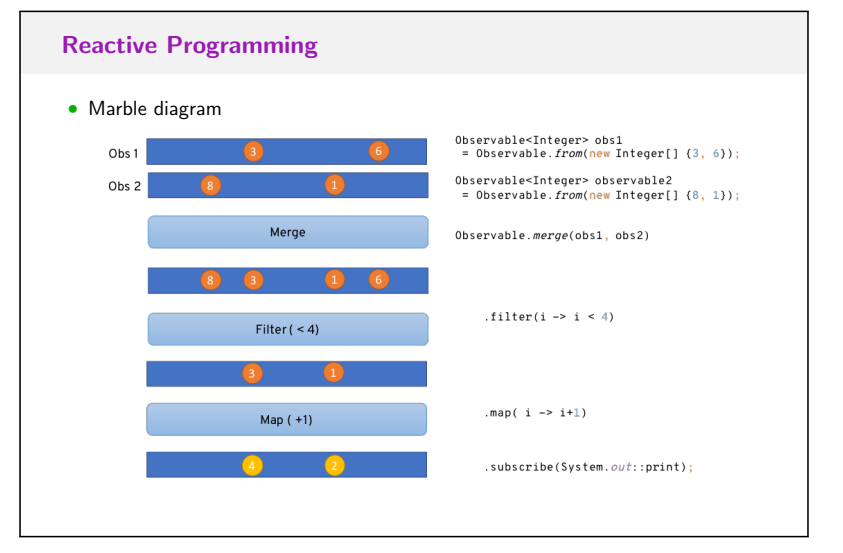 Reactive Programming
• Marble diagram
Obs 1
3
6
Observable<Integer> obs1
= Observable.from(new Integer[] {3, 6});
Obs 2
8
1
Observable<Integer> observable2
= Observable.from(new Integer[] {8, 1});
Merge
Observable.merge(obs1, obs2)
8 3 1 6
Filter ( < 4)
.filter(i -> i < 4)
3 1
Map ( +1)
.map( i -> i+1)
4 2
.subscribe(System.out::print);